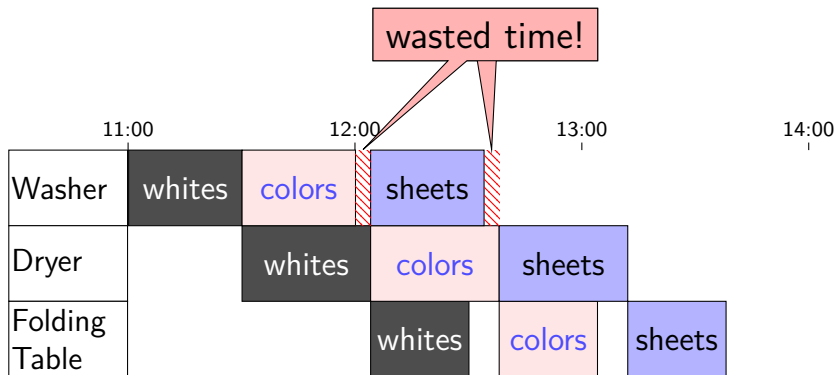 wasted time!
11:00 12:00 13:00 14:00
Washer whites colors sheets
Dryer whites colors sheets
Folding
Table whites colors sheets